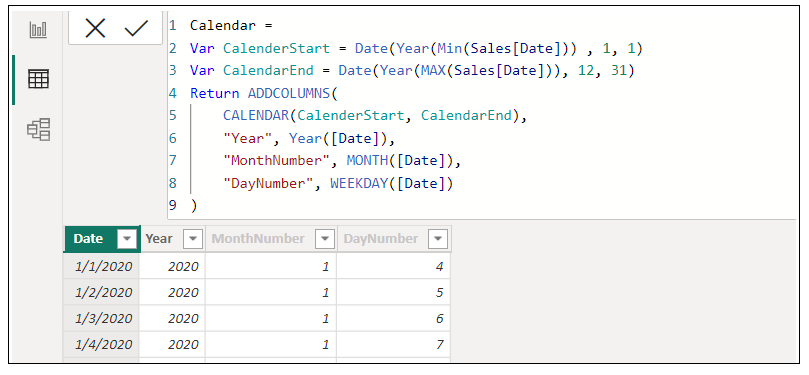 1 Calendar =
2 Var CalenderStart = Date(Year(Min(Sales[Date])) , 1, 1)
3 Var CalendarEnd = Date(Year(MAX(Sales[Date])), 12, 31)
4 Return ADDCOLUMNS(
5 CALENDAR(CalenderStart, CalendarEnd),
6 "Year", Year([Date]),
7 "MonthNumber", MONTH([Date]),
8 "DayNumber", WEEKDAY([Date])
9 )
Date Year MonthNumber DayNumber
1/1/2020 2020 1 4
1/2/2020 2020 1 5
1/3/2020 2020 1 6
1/4/2020 2020 1 7